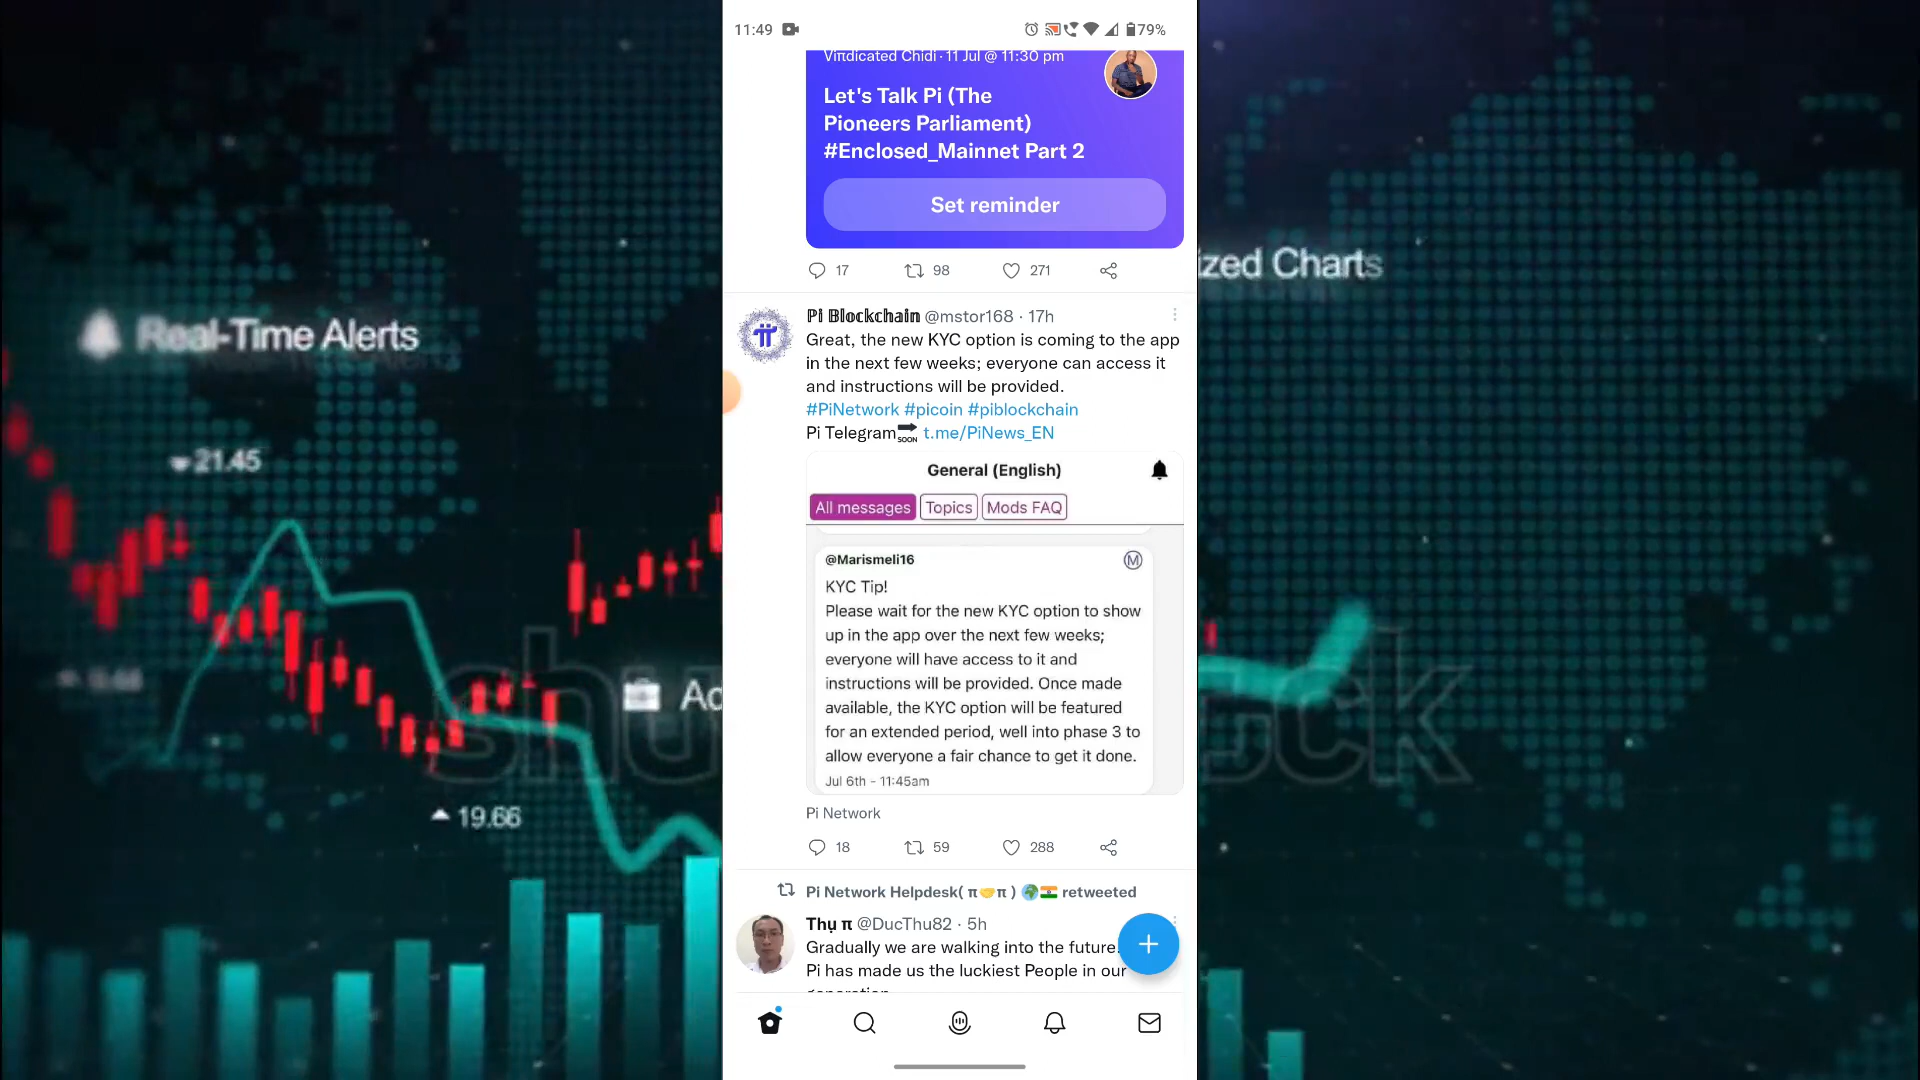 11:49
79%
Viπdicated Chidi · 11 Jul @ 11:30 pm
Let's Talk Pi (The
Pioneers Parliament)
#Enclosed_Mainnet Part 2
Set reminder
17 98 271
ℙ𝕚 𝔹𝕝𝕠𝕔𝕜𝕔𝕙𝕒𝕚𝕟 @mstor168 · 17h
Great, the new KYC option is coming to the app
in the next few weeks; everyone can access it
and instructions will be provided.
#PiNetwork #picoin #piblockchain
Pi Telegram🔜 t.me/PiNews_EN
General (English)
All messages Topics Mods FAQ
@Marismeli16
M
KYC Tip!
Please wait for the new KYC option to show
up in the app over the next few weeks;
everyone will have access to it and
instructions will be provided. Once made
available, the KYC option will be featured
for an extended period, well into phase 3 to
allow everyone a fair chance to get it done.
Jul 6th - 11:45am
Pi Network
18 59 288
Pi Network Helpdesk( π🤝π ) 🌍🇮🇳 retweeted
Thụ π @DucThu82 · 5h
Gradually we are walking into the future.
Pi has made us the luckiest People in our
generation
Real-Time Alerts
21.45
19.66
Ac
shu
ized Charts
ck